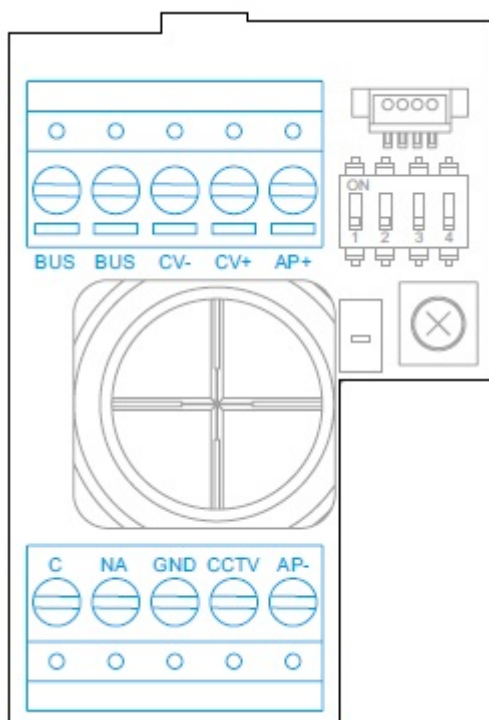 ON
1 2 3 4
BUS BUS CV- CV+ AP+
C NA GND CCTV AP-